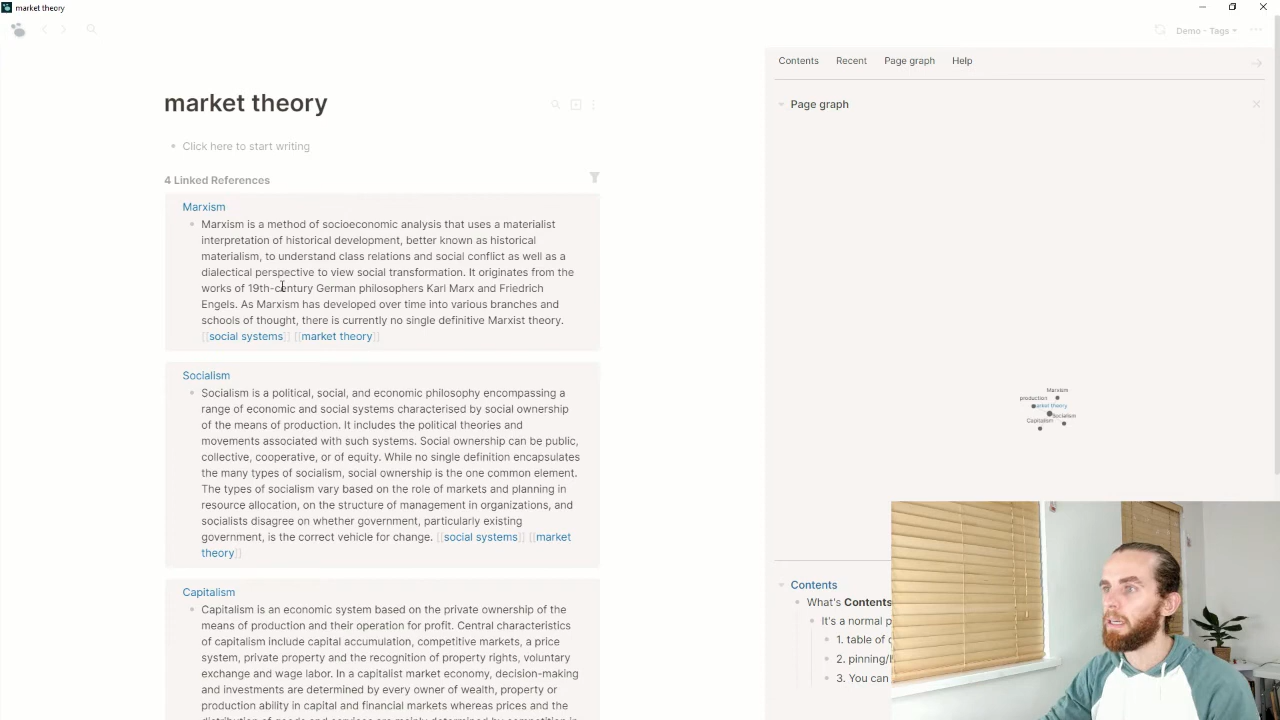 market theory
Demo - Tags
Contents Recent Page graph Help
market theory
Page graph
Click here to start writing
4 Linked References
Marxism
Marxism is a method of socioeconomic analysis that uses a materialist
interpretation of historical development, better known as historical
materialism, to understand class relations and social conflict as well as a
dialectical perspective to view social transformation. It originates from the
works of 19th-century German philosophers Karl Marx and Friedrich
Engels. As Marxism has developed over time into various branches and
schools of thought, there is currently no single definitive Marxist theory.
[[social systems]] [[market theory]]
Socialism
Socialism is a political, social, and economic philosophy encompassing a
range of economic and social systems characterised by social ownership
of the means of production. It includes the political theories and
movements associated with such systems. Social ownership can be public,
collective, cooperative, or of equity. While no single definition encapsulates
the many types of socialism, social ownership is the one common element.
The types of socialism vary based on the role of markets and planning in
resource allocation, on the structure of management in organizations, and
socialists disagree on whether government, particularly existing
government, is the correct vehicle for change. [[social systems]] [[market
theory]]
Capitalism
Capitalism is an economic system based on the private ownership of the
means of production and their operation for profit. Central characteristics
of capitalism include capital accumulation, competitive markets, a price
system, private property and the recognition of property rights, voluntary
exchange and wage labor. In a capitalist market economy, decision-making
and investments are determined by every owner of wealth, property or
production ability in capital and financial markets whereas prices and the
Marxism
production
market theory
Socialism
Capitalism
Contents
What's Contents
It's a normal p
1. table of c
2. pinning/
3. You can